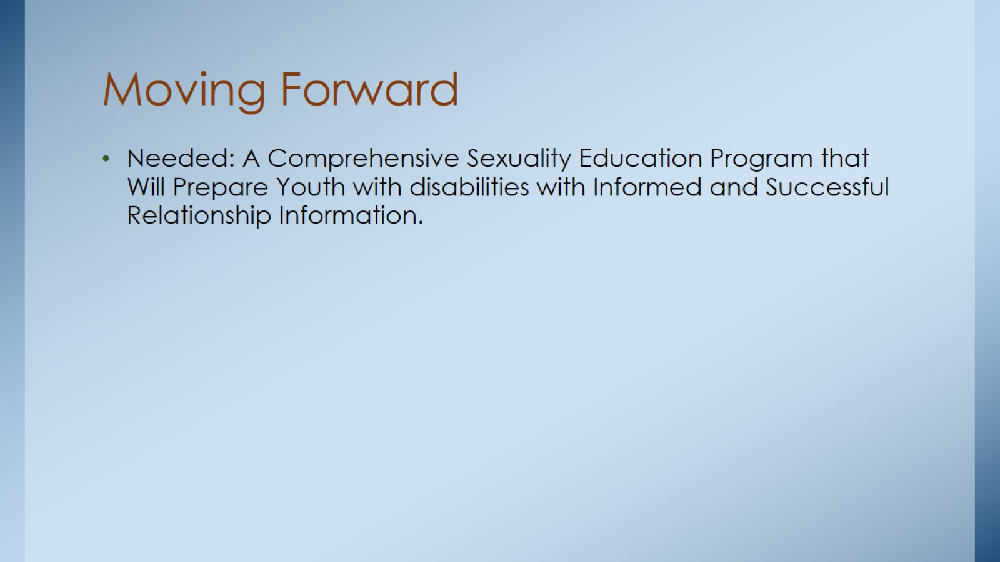 Moving Forward
• Needed: A Comprehensive Sexuality Education Program that
Will Prepare Youth with disabilities with Informed and Successful
Relationship Information.